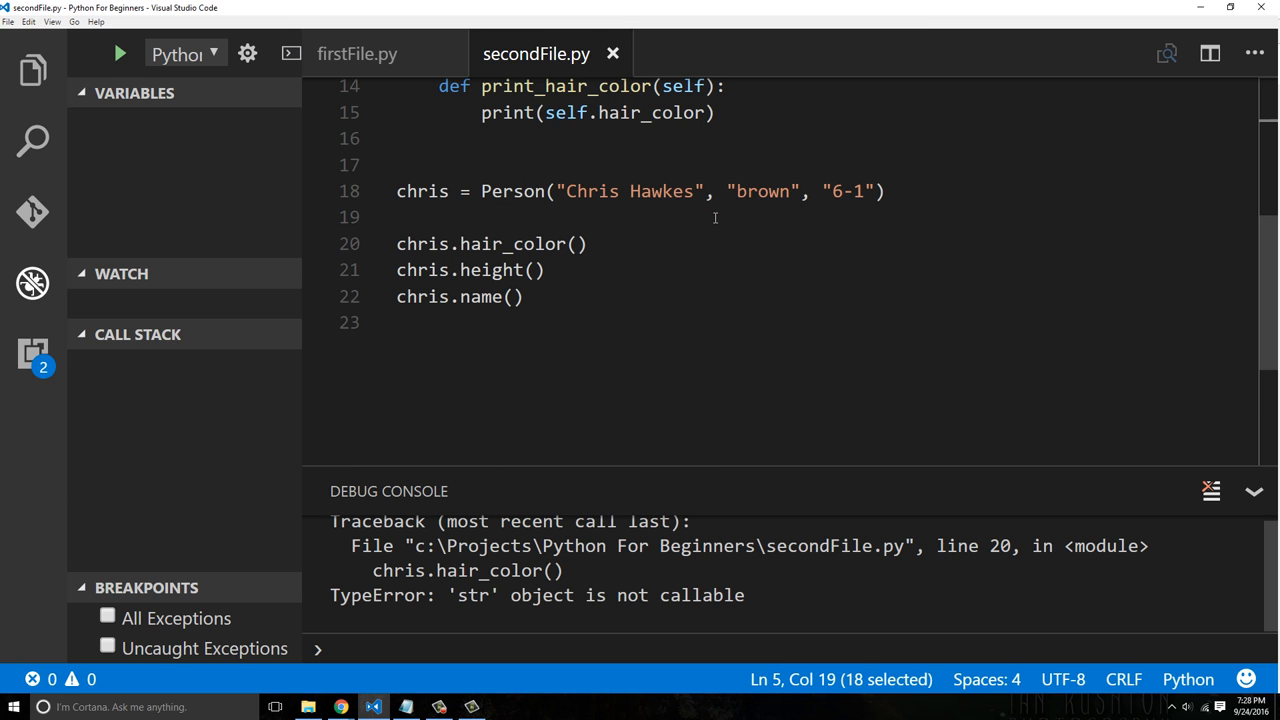 secondFile.py - Python For Beginners - Visual Studio Code
File Edit View Go Help
Pythor
firstFile.py
secondFile.py
VARIABLES
WATCH
CALL STACK
BREAKPOINTS
All Exceptions
Uncaught Exceptions
2
14 def print_hair_color(self):
15 print(self.hair_color)
16
17
18 chris = Person("Chris Hawkes", "brown", "6-1")
19
20 chris.hair_color()
21 chris.height()
22 chris.name()
23
DEBUG CONSOLE
Traceback (most recent call last):
File "c:\Projects\Python For Beginners\secondFile.py", line 20, in <module>
chris.hair_color()
TypeError: 'str' object is not callable
0 0
Ln 5, Col 19 (18 selected) Spaces: 4 UTF-8 CRLF Python
I'm Cortana. Ask me anything.
7:28 PM
9/24/2016